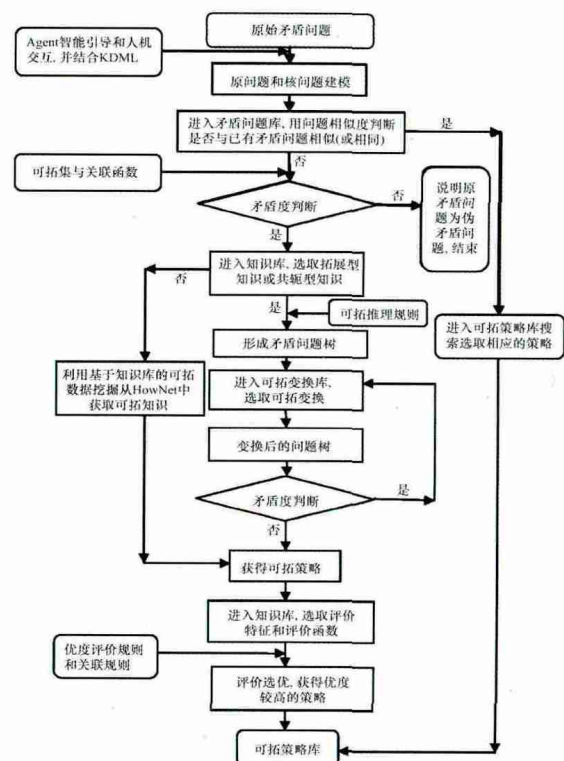 原始矛盾问题
Agent智能引导和人机
交互,并结合KDML
原问题和核问题建模
进入矛盾问题库,用问题相似度判断
是否与已有矛盾问题相似(或相同)
是
否
可拓集与关联函数
矛盾度判断
否
说明原
矛盾问
题为伪
矛盾问
题、结束
是
进入知识库,选取拓展型
知识或共轭型知识
否
是
可拓推理规则
形成矛盾问题树
进入可拓策略库搜
索选取相应的策略
利用基于知识库的可拓
数据挖掘从HowNet中
获取可拓知识
进入可拓变换库,
选取可拓变换
变换后的问题树
矛盾度判断
是
否
获得可拓策略
进入知识库,选取评价
特征和评价函数
优度评价规则
和关联规则
评价选优,获得优度
较高的策略
可拓策略库